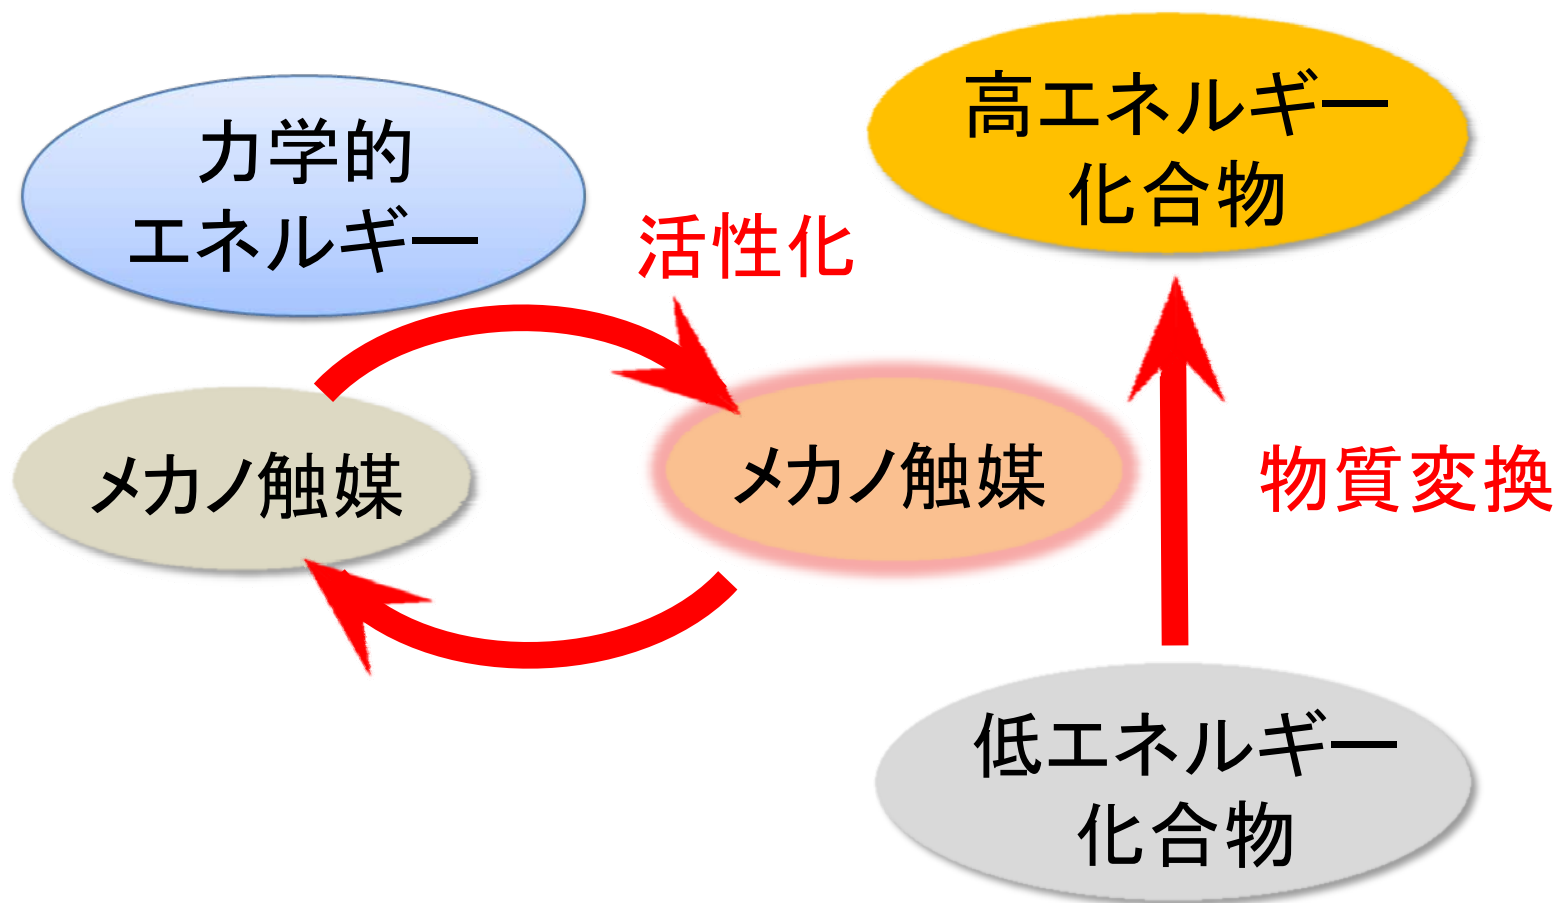 力学的
エネルギー
高エネルギー
化合物
活性化
メカノ触媒
メカノ触媒
物質変換
低エネルギー
化合物